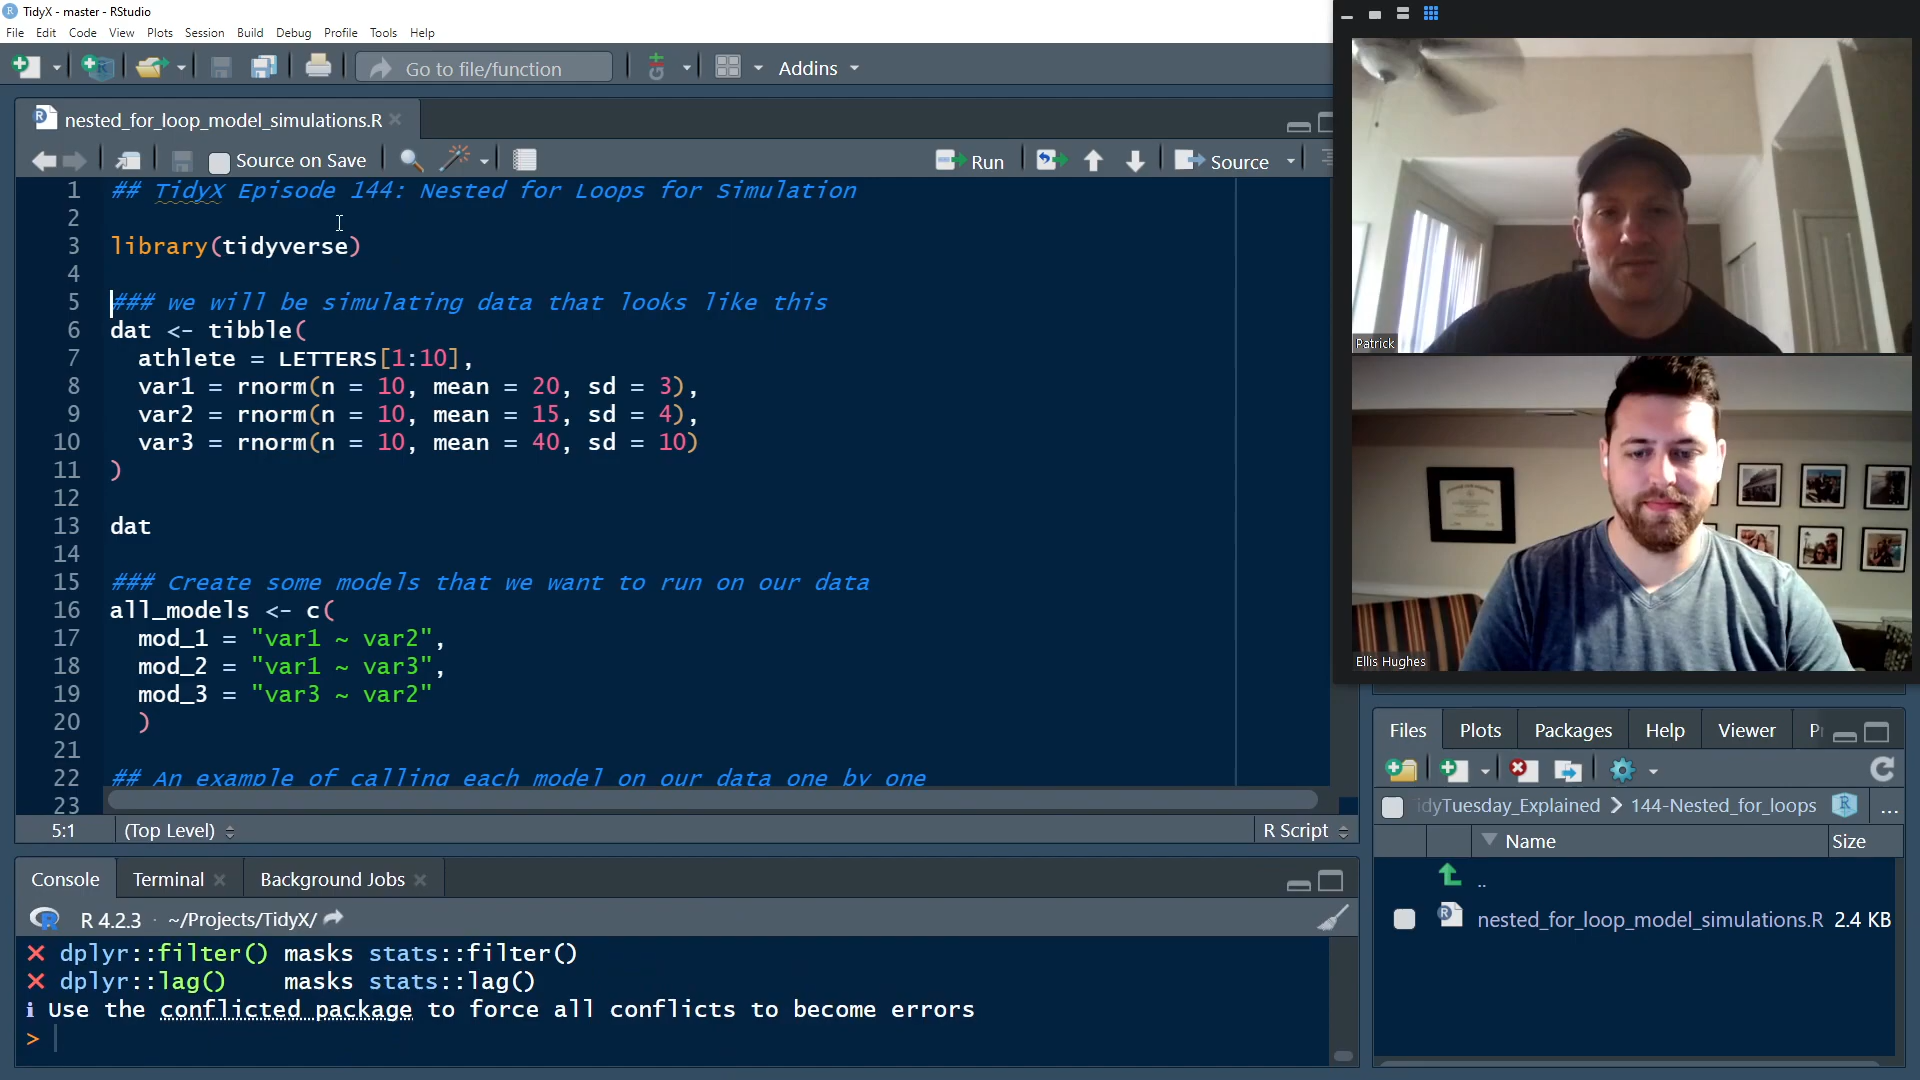 TidyX - master - RStudio
File Edit Code View Plots Session Build Debug Profile Tools Help
Go to file/function
Addins
nested_for_loop_model_simulations.R
Source on Save
Run
Source
1 ## TidyX Episode 144: Nested for Loops for Simulation
2
3 library(tidyverse)
4
5 ### we will be simulating data that looks like this
6 dat <- tibble(
7 athlete = LETTERS[1:10],
8 var1 = rnorm(n = 10, mean = 20, sd = 3),
9 var2 = rnorm(n = 10, mean = 15, sd = 4),
10 var3 = rnorm(n = 10, mean = 40, sd = 10)
11 )
12
13 dat
14
15 ### Create some models that we want to run on our data
16 all_models <- c(
17 mod_1 = "var1 ~ var2",
18 mod_2 = "var1 ~ var3",
19 mod_3 = "var3 ~ var2"
20 )
21
22 ## An example of calling each model on our data one by one
23
5:1 (Top Level) R Script
Console Terminal Background Jobs
R 4.2.3 · ~/Projects/TidyX/
✖ dplyr::filter() masks stats::filter()
✖ dplyr::lag() masks stats::lag()
ℹ Use the conflicted package to force all conflicts to become errors
>
Patrick
Ellis Hughes
Files Plots Packages Help Viewer
idyTuesday_Explained 144-Nested_for_loops ...
Name Size
..
nested_for_loop_model_simulations.R 2.4 KB